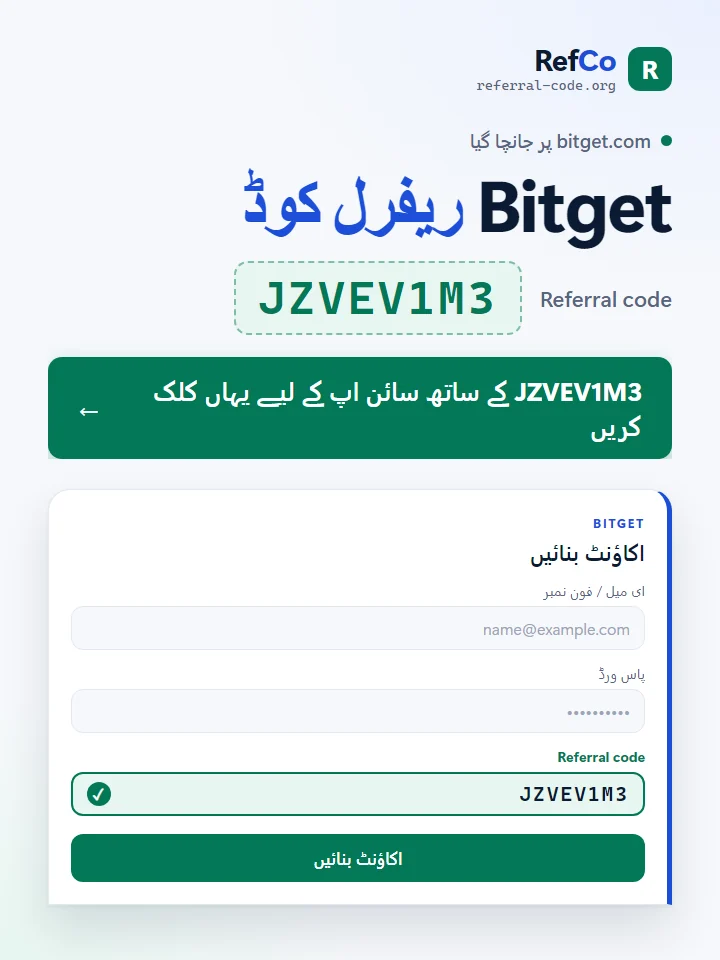 RefCo
R
referral-code.org
bitget.com پر جانچا گیا
Bitget ریفرل کوڈ
Referral code
JZVEV1M3
JZVEV1M3 کے ساتھ سائن اپ کے لیے یہاں کلک
کریں
←
BITGET
اکاؤنٹ بنائیں
ای میل / فون نمبر
name@example.com
پاس ورڈ
••••••••••
Referral code
JZVEV1M3
✓
اکاؤنٹ بنائیں